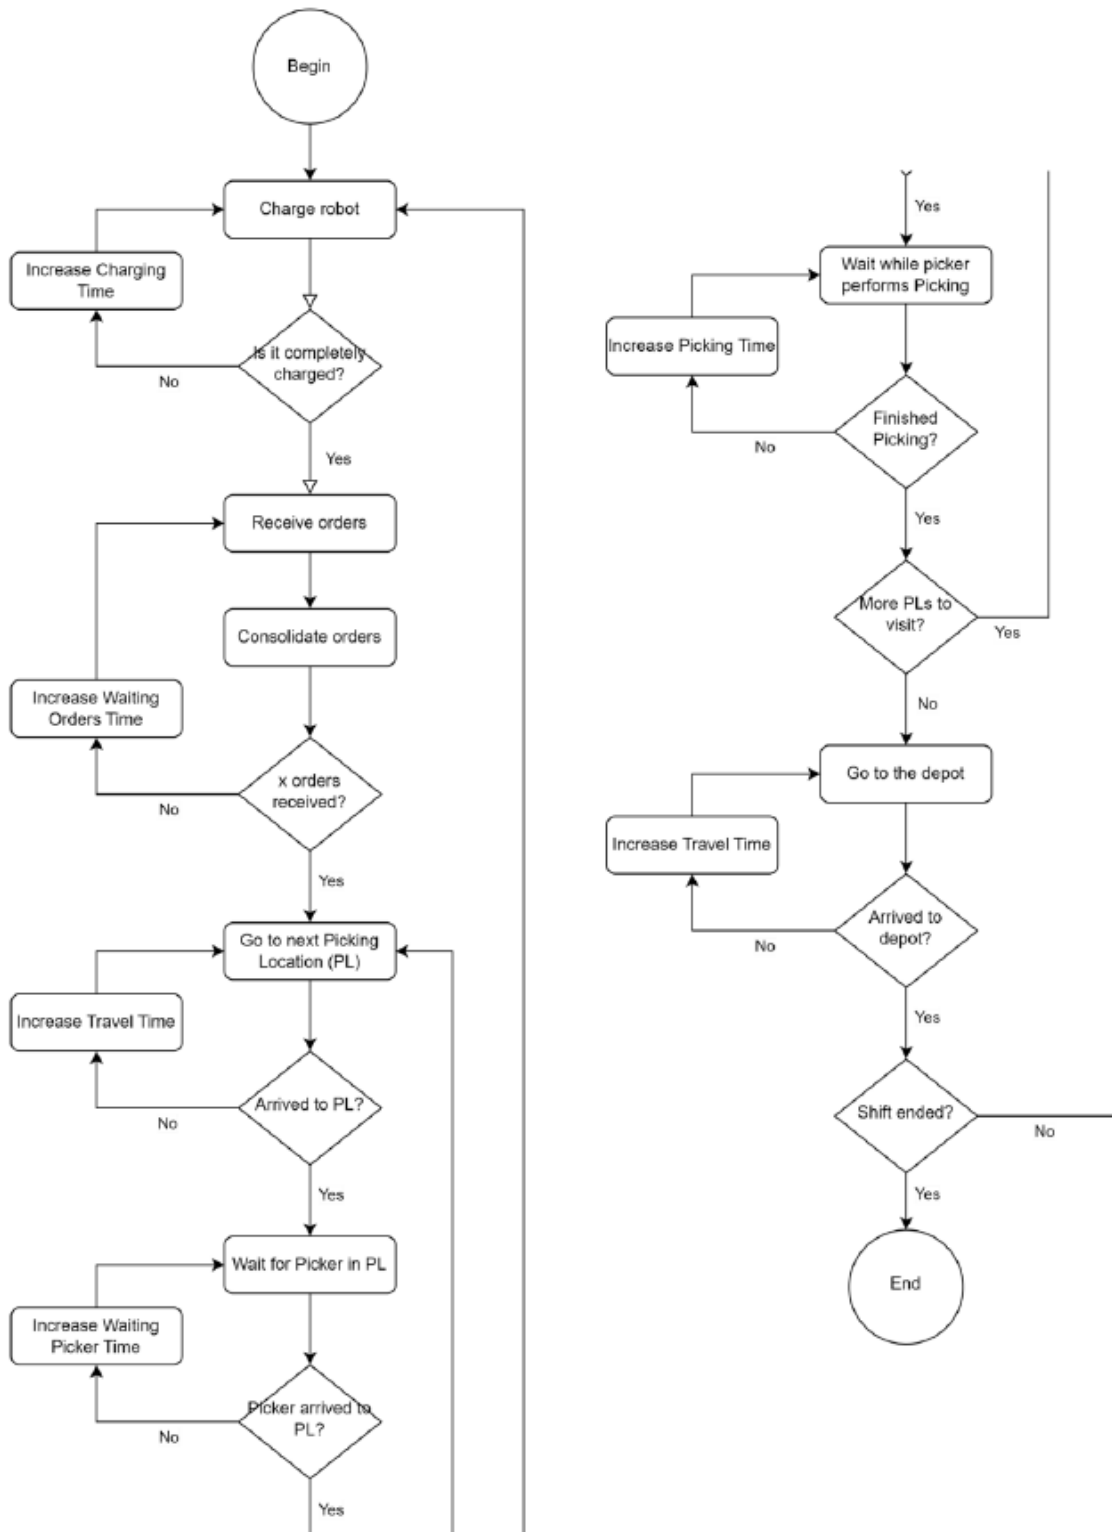 Begin
Charge robot
Increase Charging
Time
Is it completely
charged?
No
Yes
Receive orders
Consolidate orders
Increase Waiting
Orders Time
x orders
received?
No
Yes
Go to next Picking
Location (PL)
Increase Travel Time
Arrived to PL?
No
Yes
Wait for Picker in PL
Increase Waiting
Picker Time
Picker arrived to
PL?
No
Yes
Yes
Wait while picker
performs Picking
Increase Picking Time
Finished
Picking?
No
Yes
More PLs to
visit?
Yes
No
Go to the depot
Increase Travel Time
Arrived to
depot?
No
Yes
Shift ended?
No
Yes
End